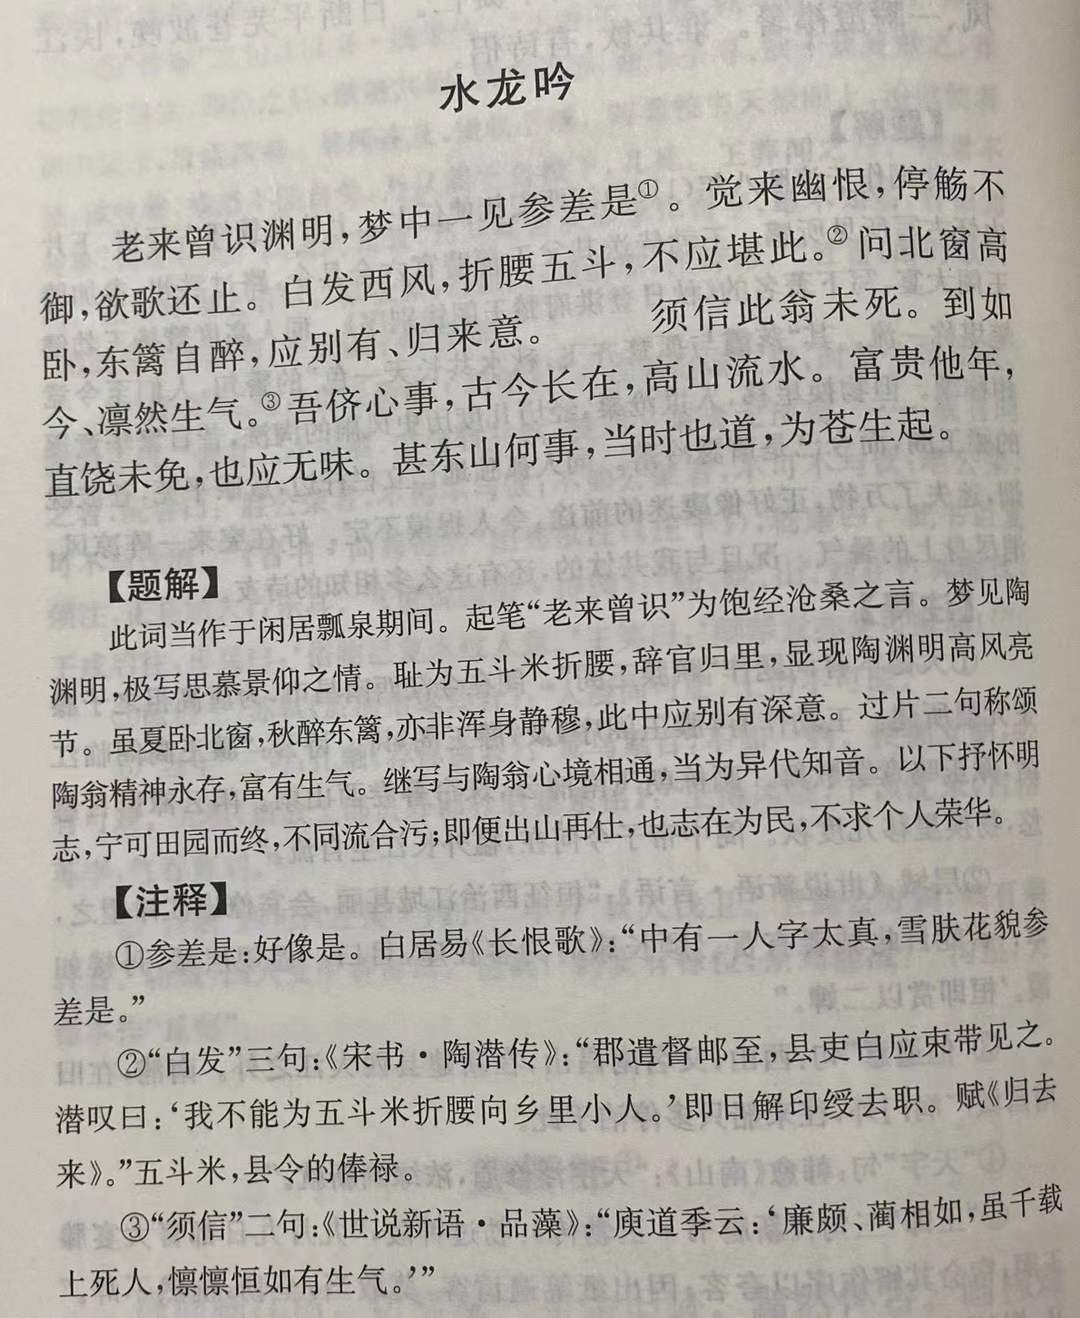 水龙吟
老来曾识渊明，梦中一见参差是①。觉来幽恨，停觞不
御，欲歌还止。白发西风，折腰五斗，不应堪此。②问北窗高
卧，东篱自醉，应别有、归来意。　　须信此翁未死。到如
今、凛然生气。③吾侪心事，古今长在，高山流水。富贵他年，
直饶未免，也应无味。甚东山何事，当时也道，为苍生起。
【题解】
此词当作于闲居瓢泉期间。起笔“老来曾识”为饱经沧桑之言。梦见陶
渊明，极写思慕景仰之情。耻为五斗米折腰，辞官归里，显现陶渊明高风亮
节。虽夏卧北窗，秋醉东篱，亦非浑身静穆，此中应别有深意。过片二句称颂
陶翁精神永存，富有生气。继写与陶翁心境相通，当为异代知音。以下抒怀明
志，宁可田园而终，不同流合污；即便出山再仕，也志在为民，不求个人荣华。
【注释】
①参差是：好像是。白居易《长恨歌》：“中有一人字太真，雪肤花貌参
差是。”
②“白发”三句：《宋书·陶潜传》：“郡遣督邮至，县吏白应束带见之。
潜叹曰：‘我不能为五斗米折腰向乡里小人。’即日解印绶去职。赋《归去
来》。”五斗米，县令的俸禄。
③“须信”二句：《世说新语·品藻》：“庾道季云：‘廉颇、蔺相如，虽千载
上死人，懔懔恒如有生气。’”